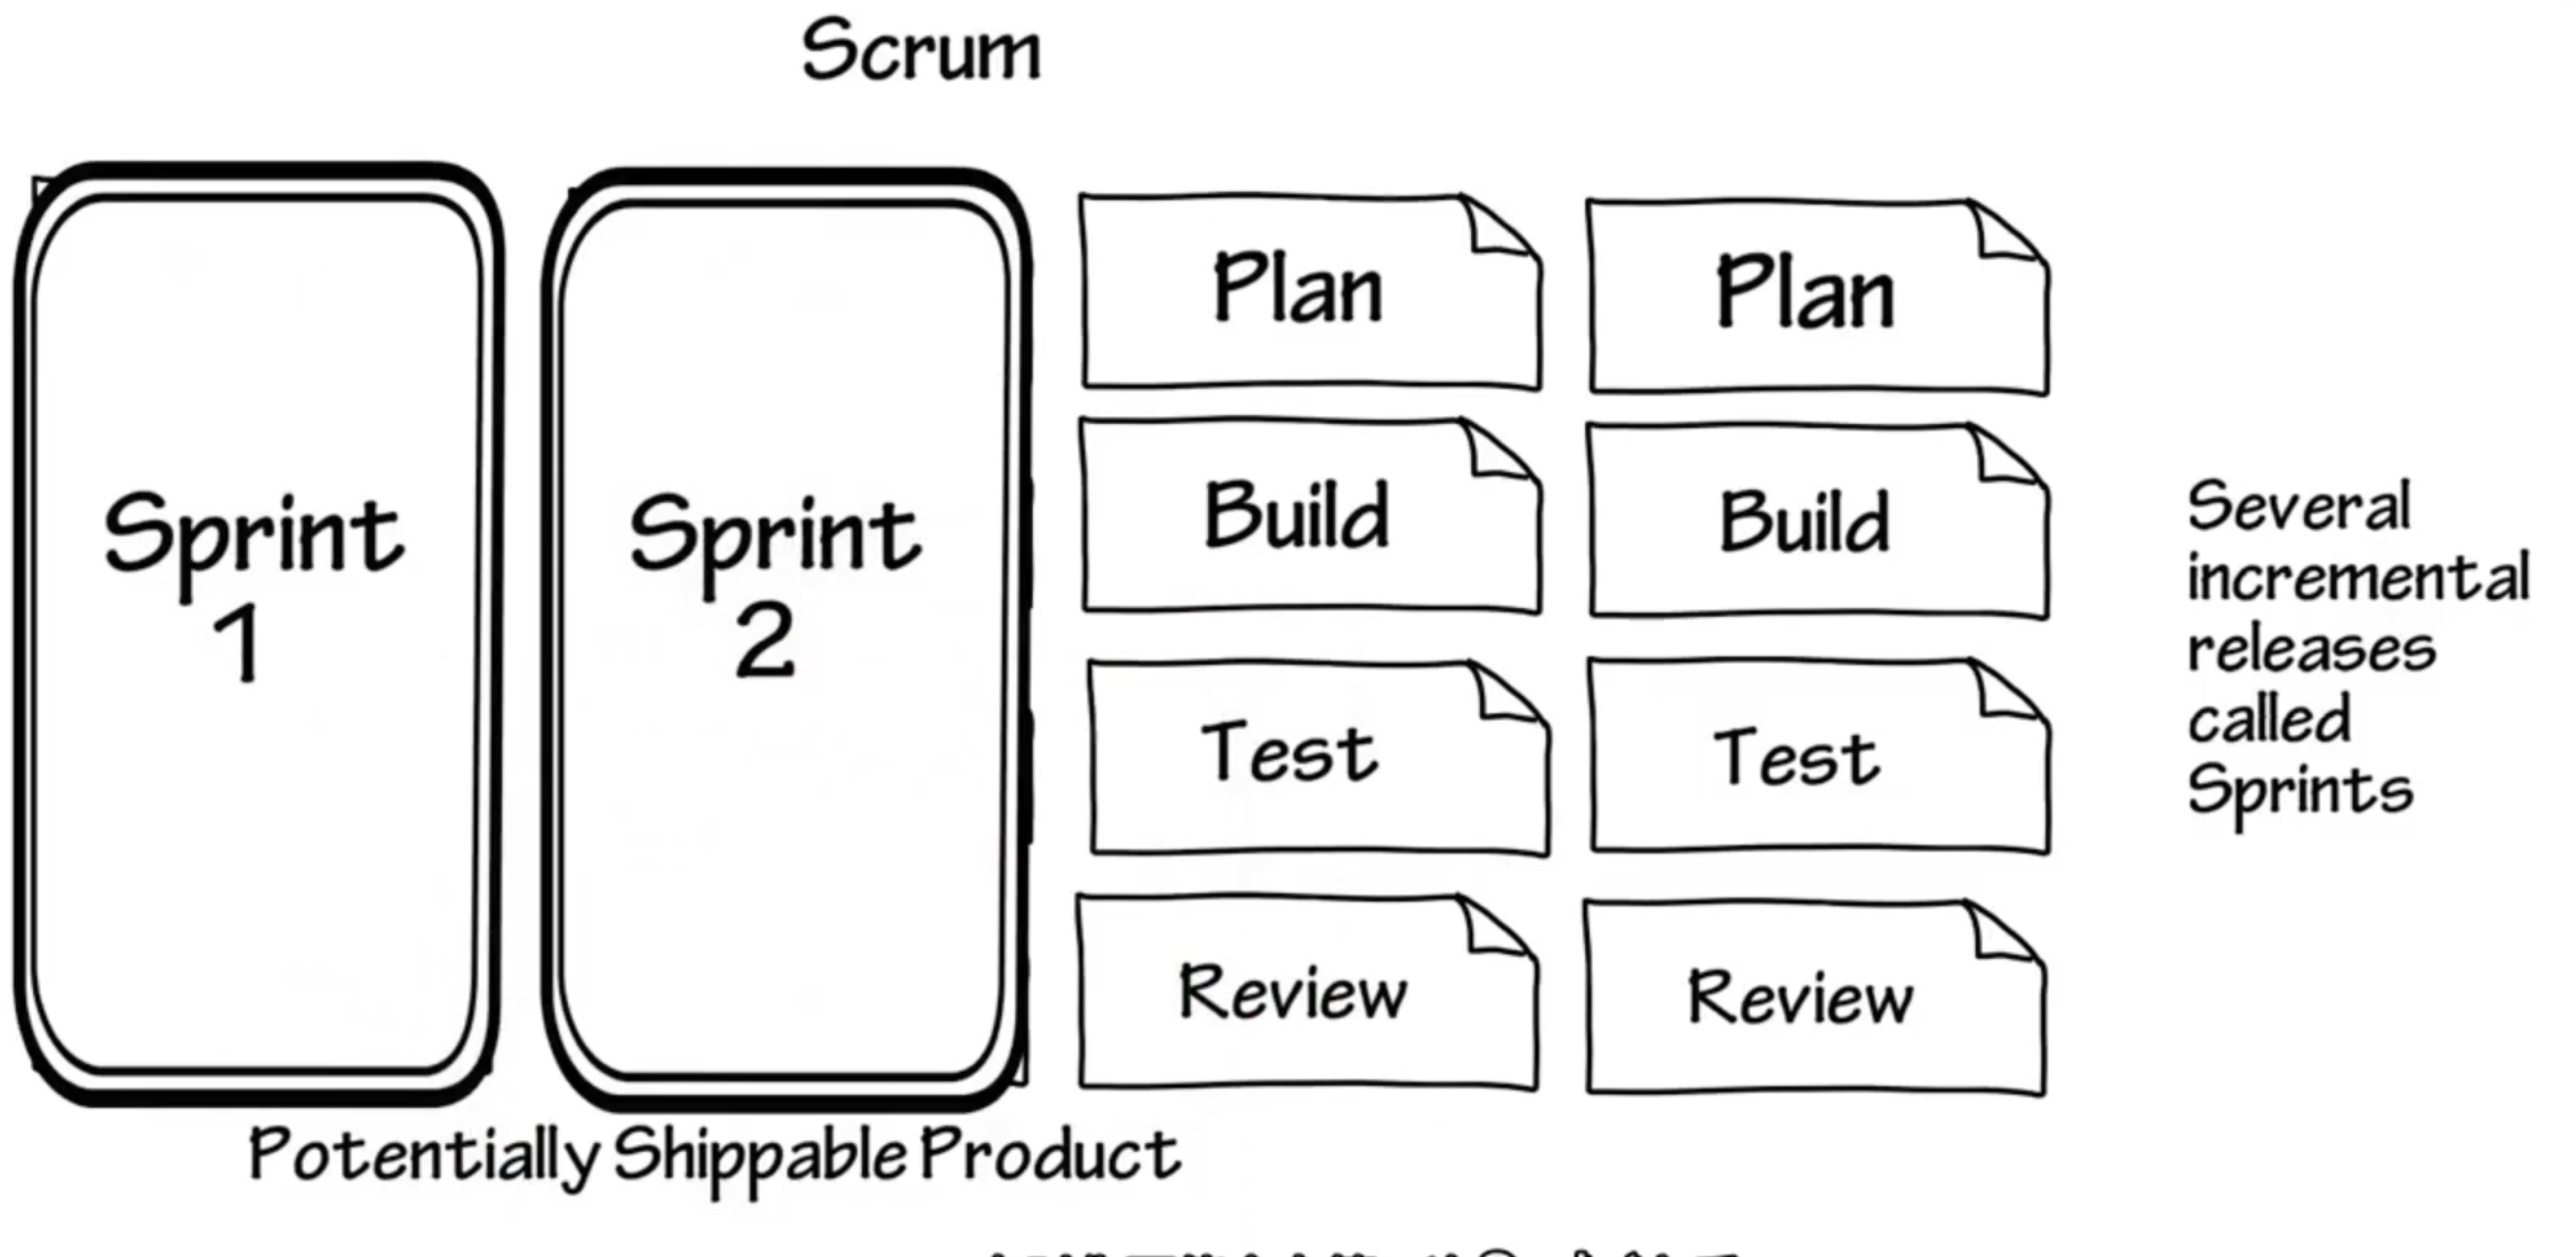 Scrum
Sprint
1
Sprint
2
Plan
Build
Test
Review
Plan
Build
Test
Review
Several
incremental
releases
called
Sprints
Potentially Shippable Product